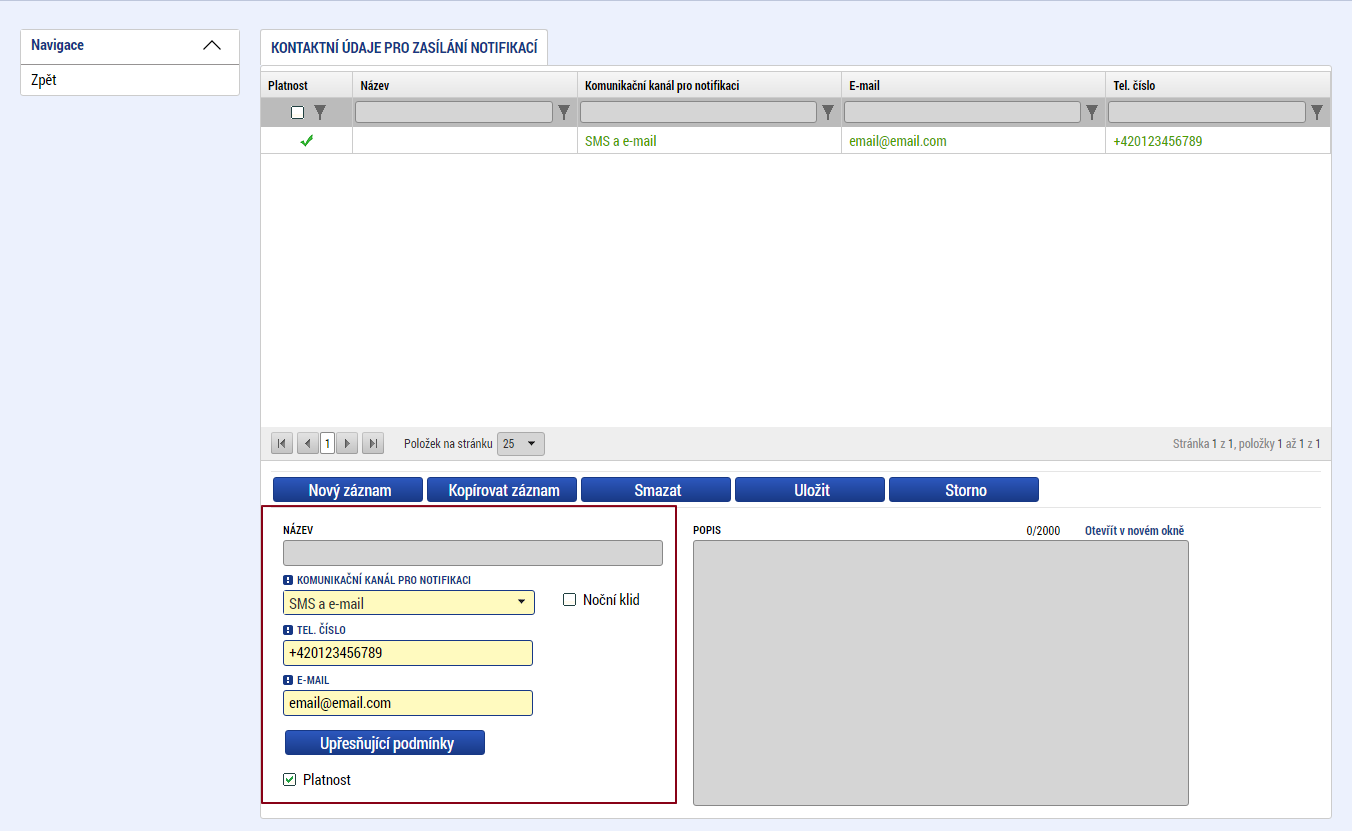 Navigace
Zpět
KONTAKTNÍ ÚDAJE PRO ZASÍLÁNÍ NOTIFIKACÍ
Platnost Název Komunikační kanál pro notifikaci E-mail Tel. číslo
SMS a e-mail email@email.com +420123456789
1 Položek na stránku 25 Stránka 1 z 1, položky 1 až 1 z 1
Nový záznam Kopírovat záznam Smazat Uložit Storno
NÁZEV
KOMUNIKAČNÍ KANÁL PRO NOTIFIKACI
SMS a e-mail Noční klid
TEL. ČÍSLO
+420123456789
E-MAIL
email@email.com
Upřesňující podmínky
Platnost
POPIS 0/2000 Otevřít v novém okně